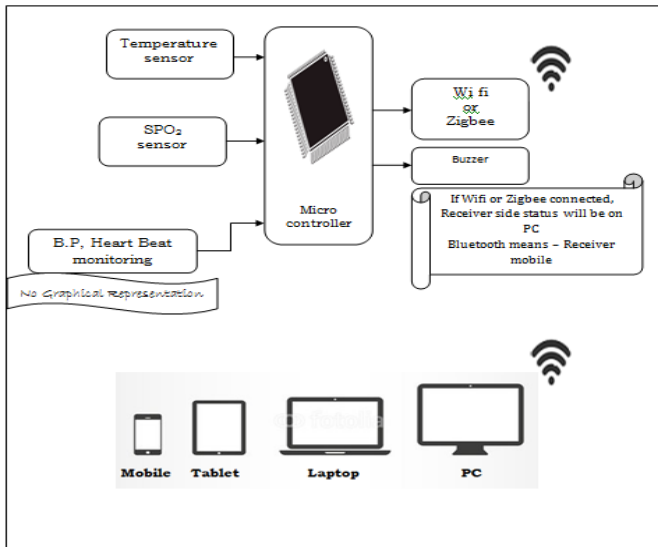 Temperature
sensor
SPO₂
sensor
B.P, Heart Beat
monitoring
No Graphical Representation
Micro
controller
Wi fi
or
Zigbee
Buzzer
If Wifi or Zigbee connected,
Receiver side status will be on
PC
Bluetooth means – Receiver
mobile
Mobile
Tablet
Laptop
PC